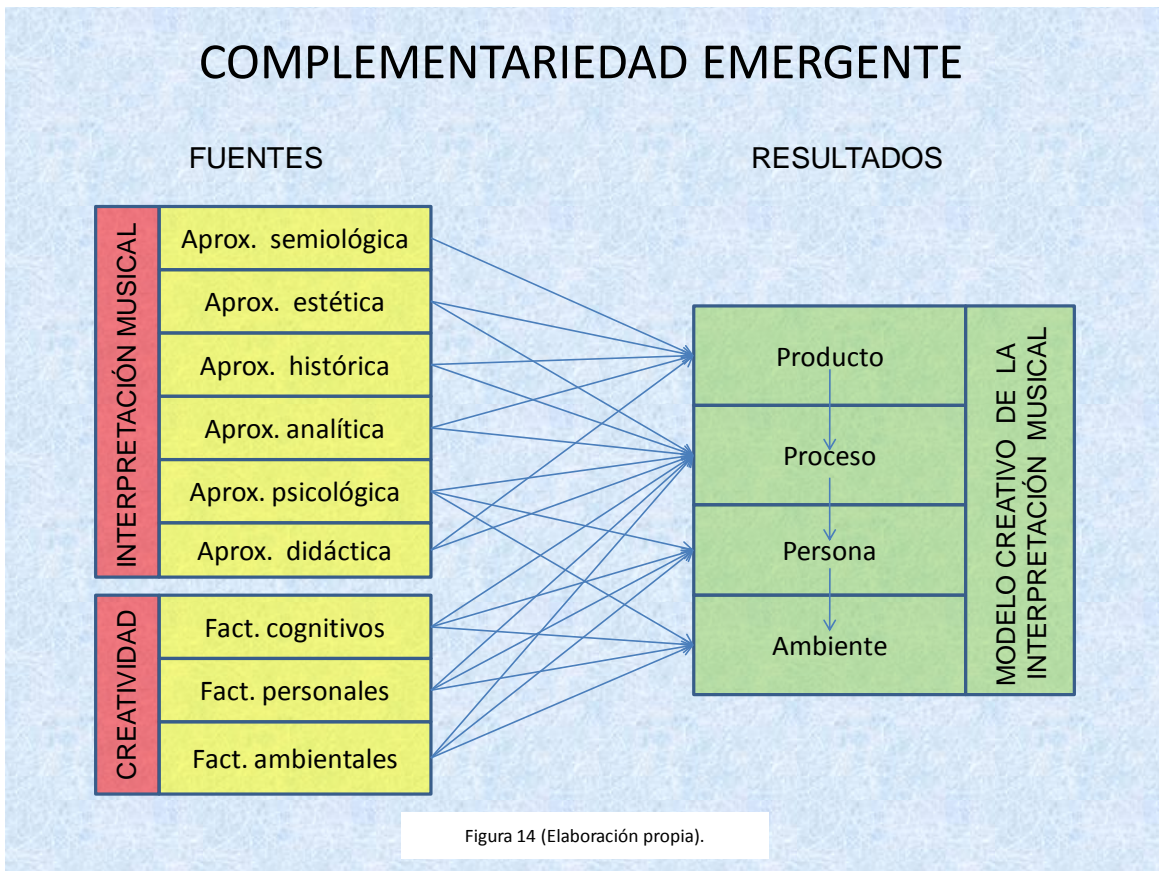 COMPLEMENTARIEDAD EMERGENTE
FUENTES
RESULTADOS
INTERPRETACIÓN MUSICAL
Aprox. semiológica
Aprox. estética
Aprox. histórica
Aprox. analítica
Aprox. psicológica
Aprox. didáctica
CREATIVIDAD
Fact. cognitivos
Fact. personales
Fact. ambientales
Producto
Proceso
Persona
Ambiente
MODELO CREATIVO DE LA
INTERPRETACIÓN MUSICAL
Figura 14 (Elaboración propia).